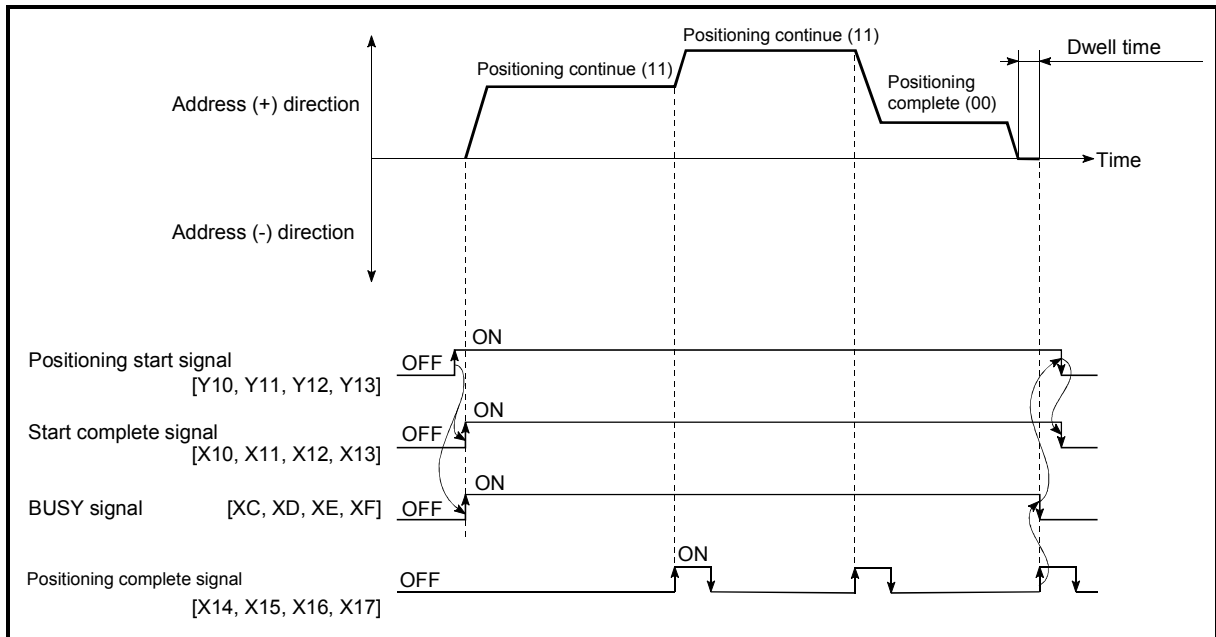 Positioning continue (11)
Dwell time
Positioning continue (11)
Positioning
complete (00)
Address (+) direction
Time
Address (-) direction
ON
Positioning start signal
OFF
[Y10, Y11, Y12, Y13]
ON
Start complete signal
OFF
[X10, X11, X12, X13]
ON
BUSY signal [XC, XD, XE, XF] OFF
ON
Positioning complete signal
OFF
[X14, X15, X16, X17]